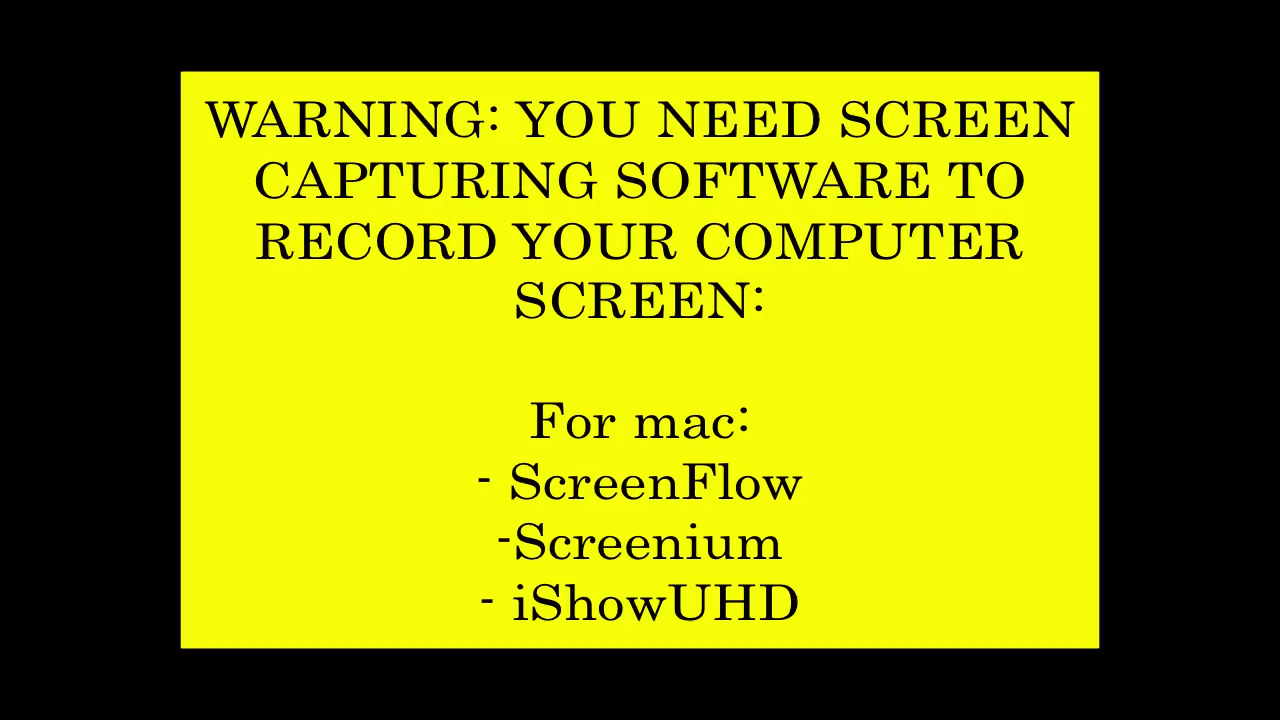 WARNING: YOU NEED SCREEN
CAPTURING SOFTWARE TO
RECORD YOUR COMPUTER
SCREEN:
For mac:
- ScreenFlow
-Screenium
- iShowUHD